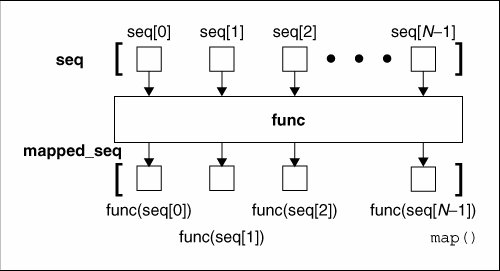 seq[0] seq[1] seq[2] seq[N–1]
seq [ • • • ]
func
mapped_seq
[ ]
func(seq[0]) func(seq[2]) func(seq[N–1])
func(seq[1]) map()